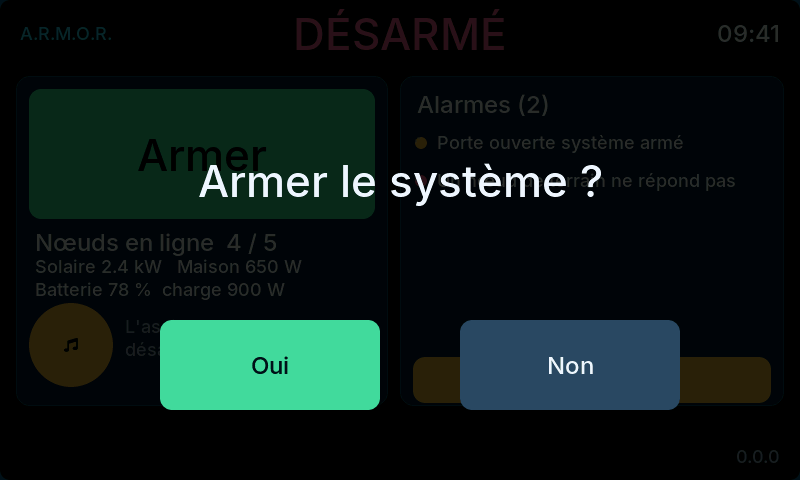 A.R.M.O.R.
DÉSARMÉ
09:41
Armer
Alarmes (2)
Porte ouverte système armé
ne répond pas
Armer le système ?
Nœuds en ligne  4 / 5
Solaire 2.4 kW   Maison 650 W
Batterie 78 %  charge 900 W
Oui
Non
0.0.0